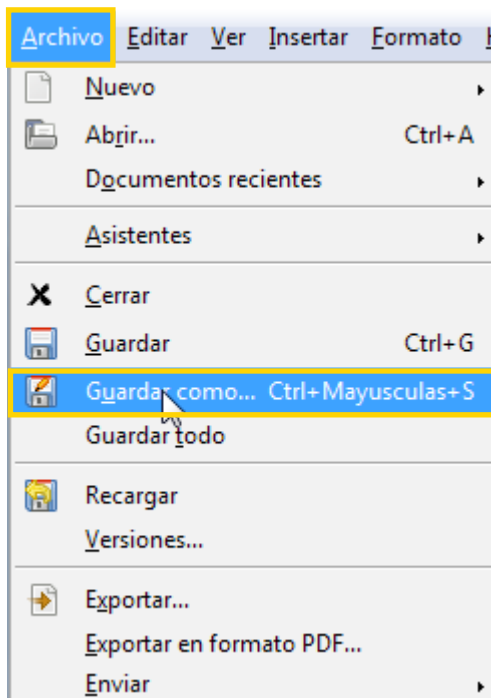 Archivo Editar Ver Insertar Formato
Nuevo
Abrir... Ctrl+A
Documentos recientes
Asistentes
Cerrar
Guardar Ctrl+G
Guardar como... Ctrl+Mayusculas+S
Guardar todo
Recargar
Versiones...
Exportar...
Exportar en formato PDF...
Enviar